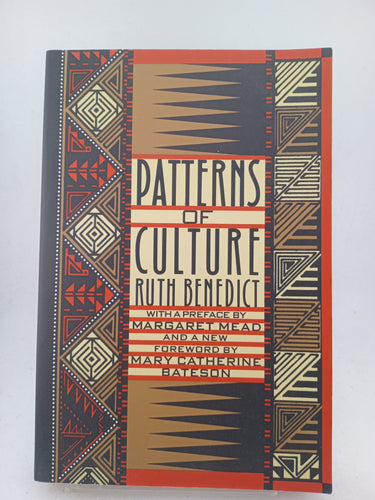 PATTERNS
OF
CULTURE
RUTH BENEDICT
WITH A PREFACE BY
MARGARET MEAD
AND A NEW
FOREWORD BY
MARY CATHERINE
BATESON